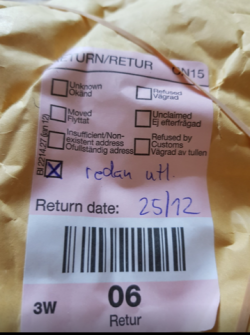 TURN/RETUR CN15
Unknown Refused
Okänd Vägrad
Moved Unclaimed
Flyttat Ej efterfrågad
Insufficient/Non- Refused by
existent address Customs
Ofullständig adress Vägrad av tullen
redan utl.
Return date: 25/12
06
3W Retur